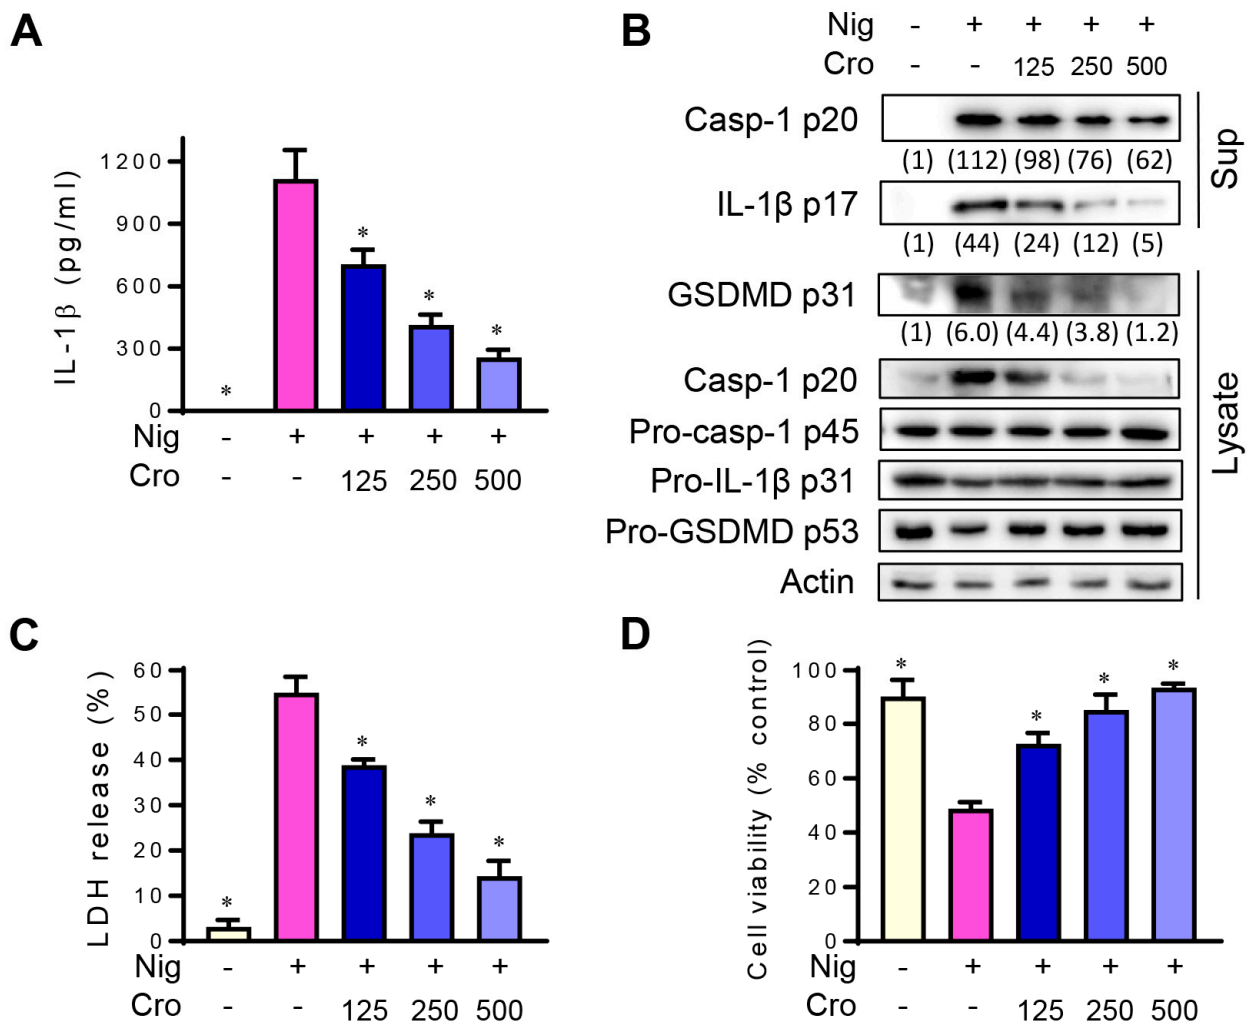 A
IL-1β (pg/ml)
1200
900
600
300
0
*
*
*
*
Nig - + + + +
Cro - - 125 250 500
B
Nig - + + + +
Cro - - 125 250 500
Casp-1 p20
(1) (112) (98) (76) (62)
IL-1β p17
(1) (44) (24) (12) (5)
Sup
GSDMD p31
(1) (6.0) (4.4) (3.8) (1.2)
Casp-1 p20
Pro-casp-1 p45
Pro-IL-1β p31
Pro-GSDMD p53
Actin
Lysate
C
LDH release (%)
60
50
40
30
20
10
0
*
*
*
*
Nig - + + + +
Cro - - 125 250 500
D
Cell viability (% control)
100
80
60
40
20
0
*
*
*
*
Nig - + + + +
Cro - - 125 250 500